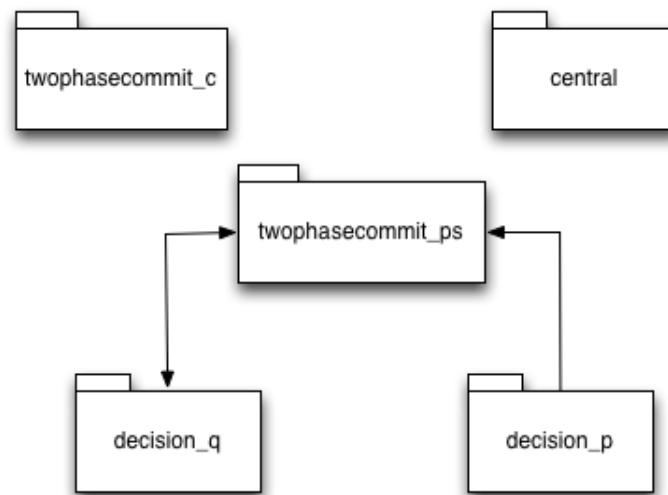 twophasecommit_c
central
twophasecommit_ps
decision_q
decision_p